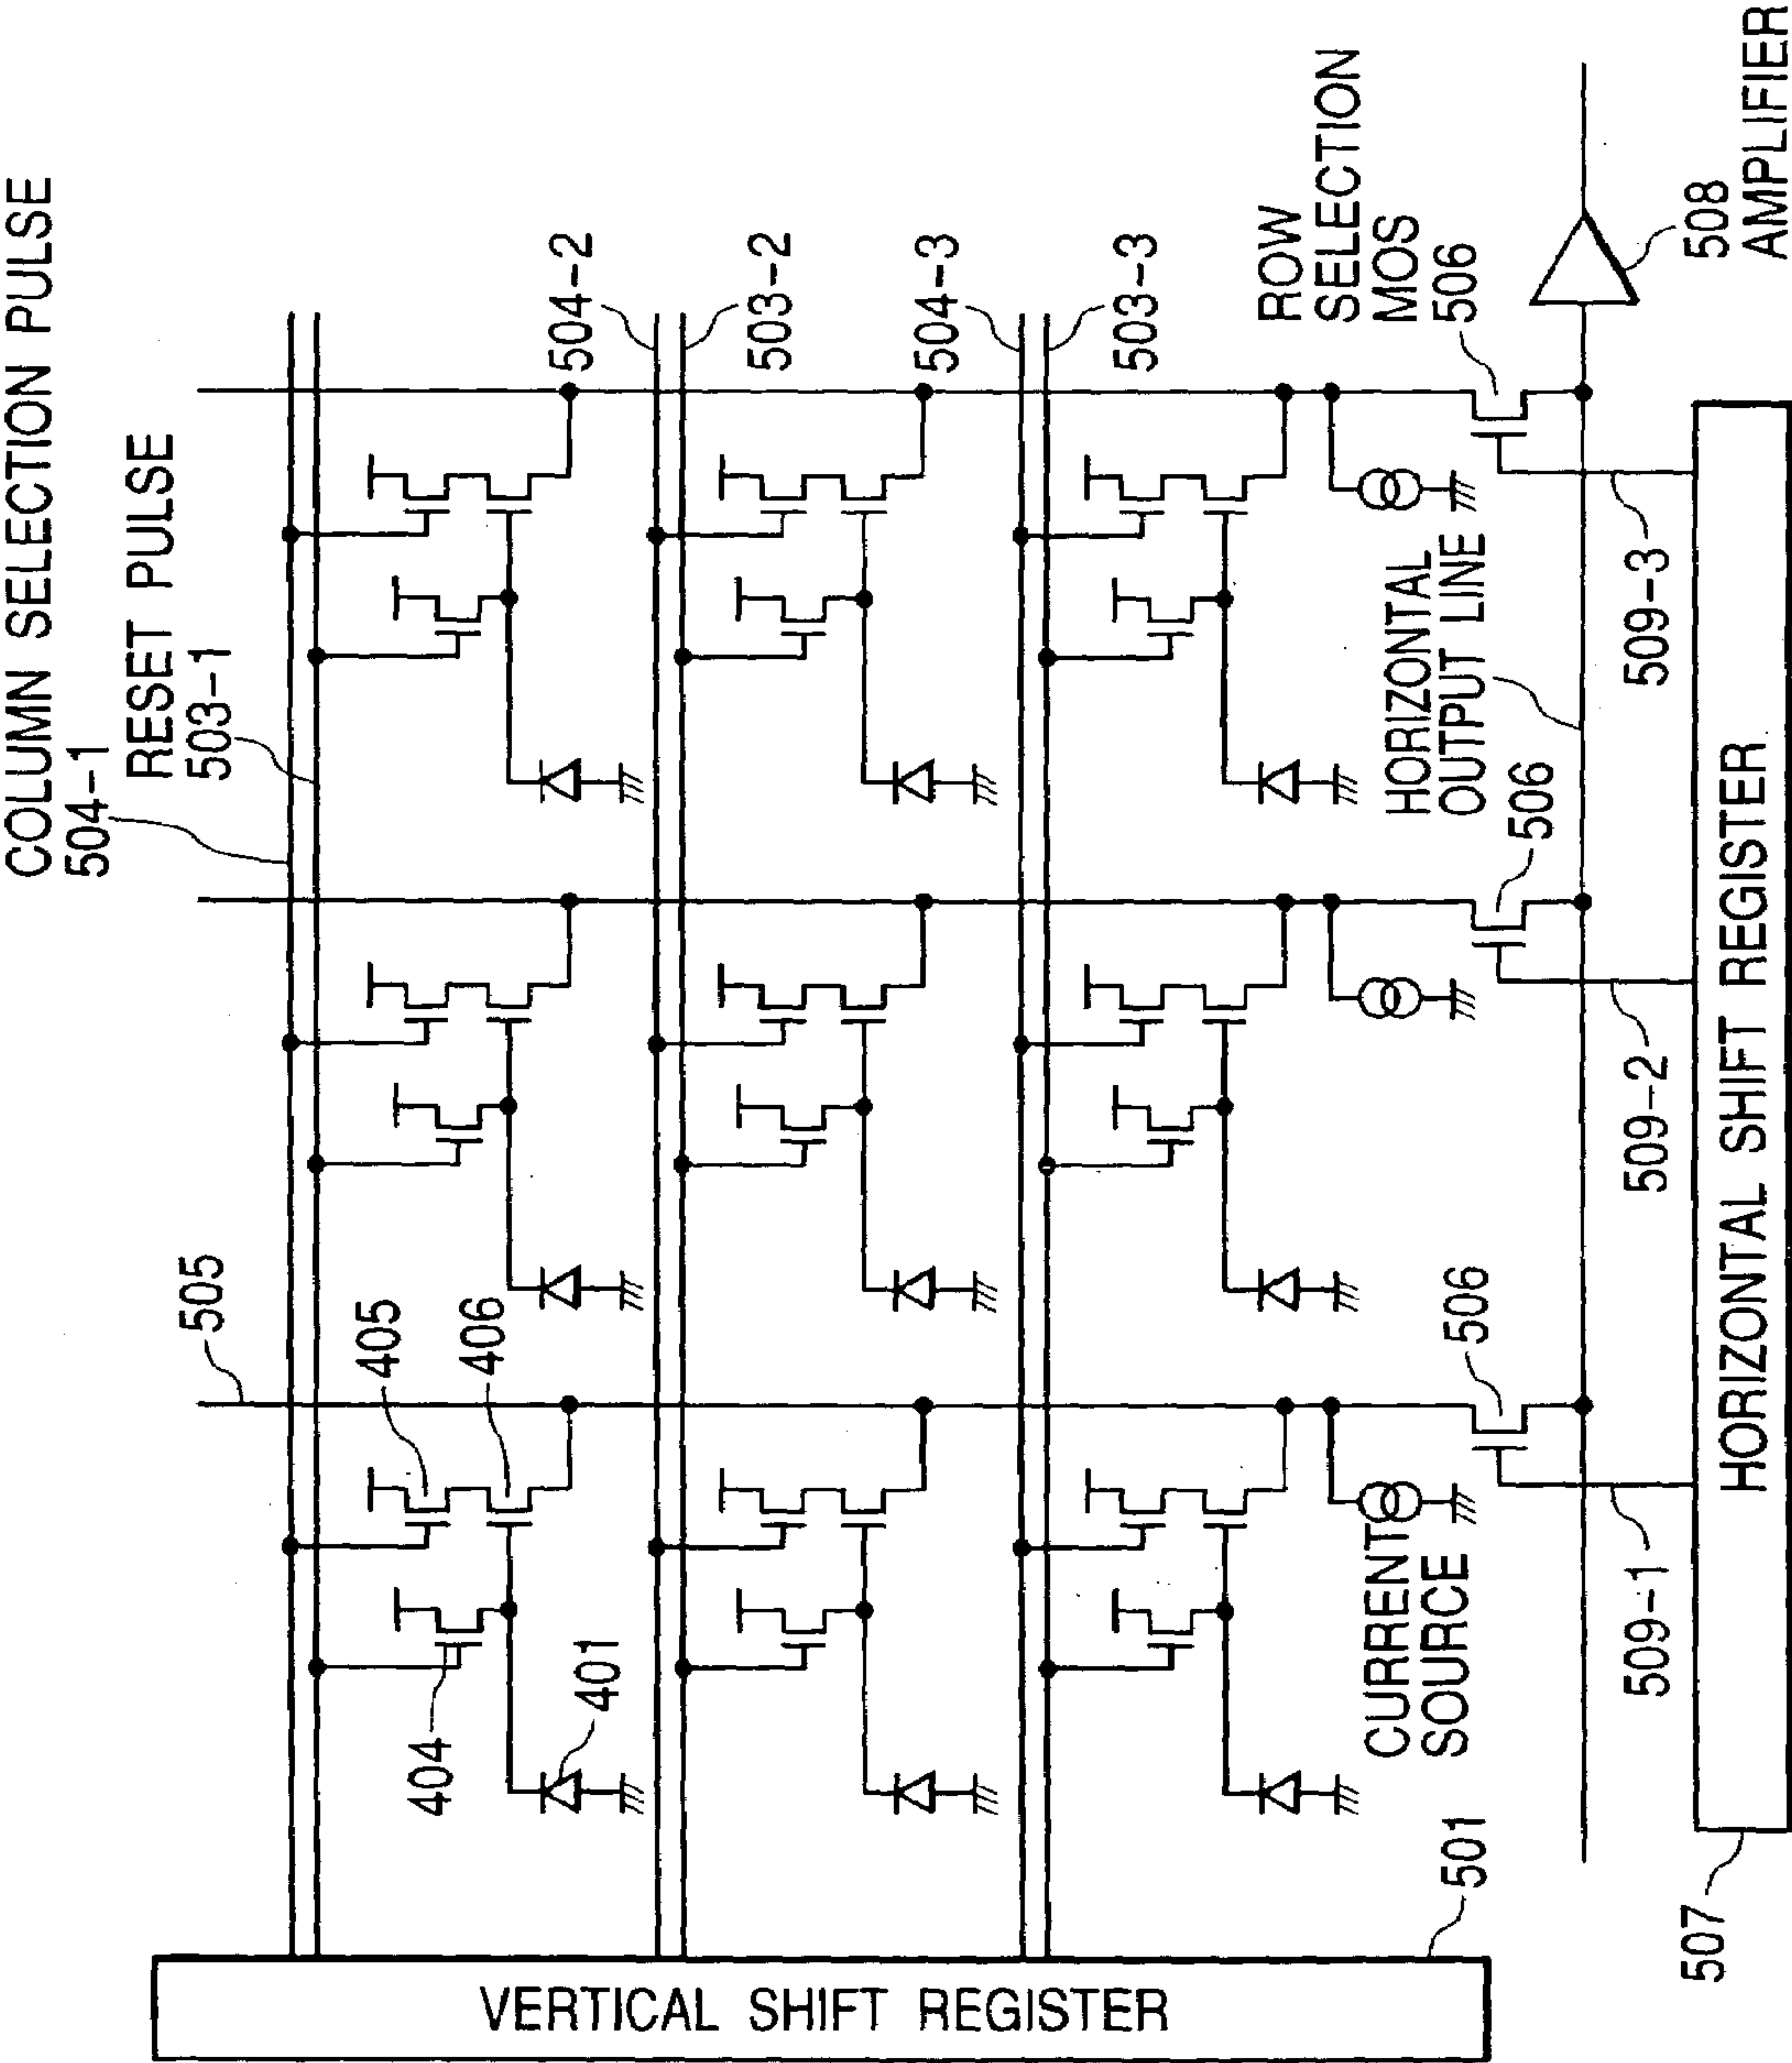 COLUMN SELECTION PULSE
504-1
RESET PULSE
503-1
505
405
406
404
401
504-2
503-2
504-3
503-3
ROW
SELECTION
MOS
506
506
506
CURRENT
SOURCE
HORIZONTAL
OUTPUT LINE
508
AMPLIFIER
509-1
509-2
509-3
501
VERTICAL SHIFT REGISTER
507
HORIZONTAL SHIFT REGISTER